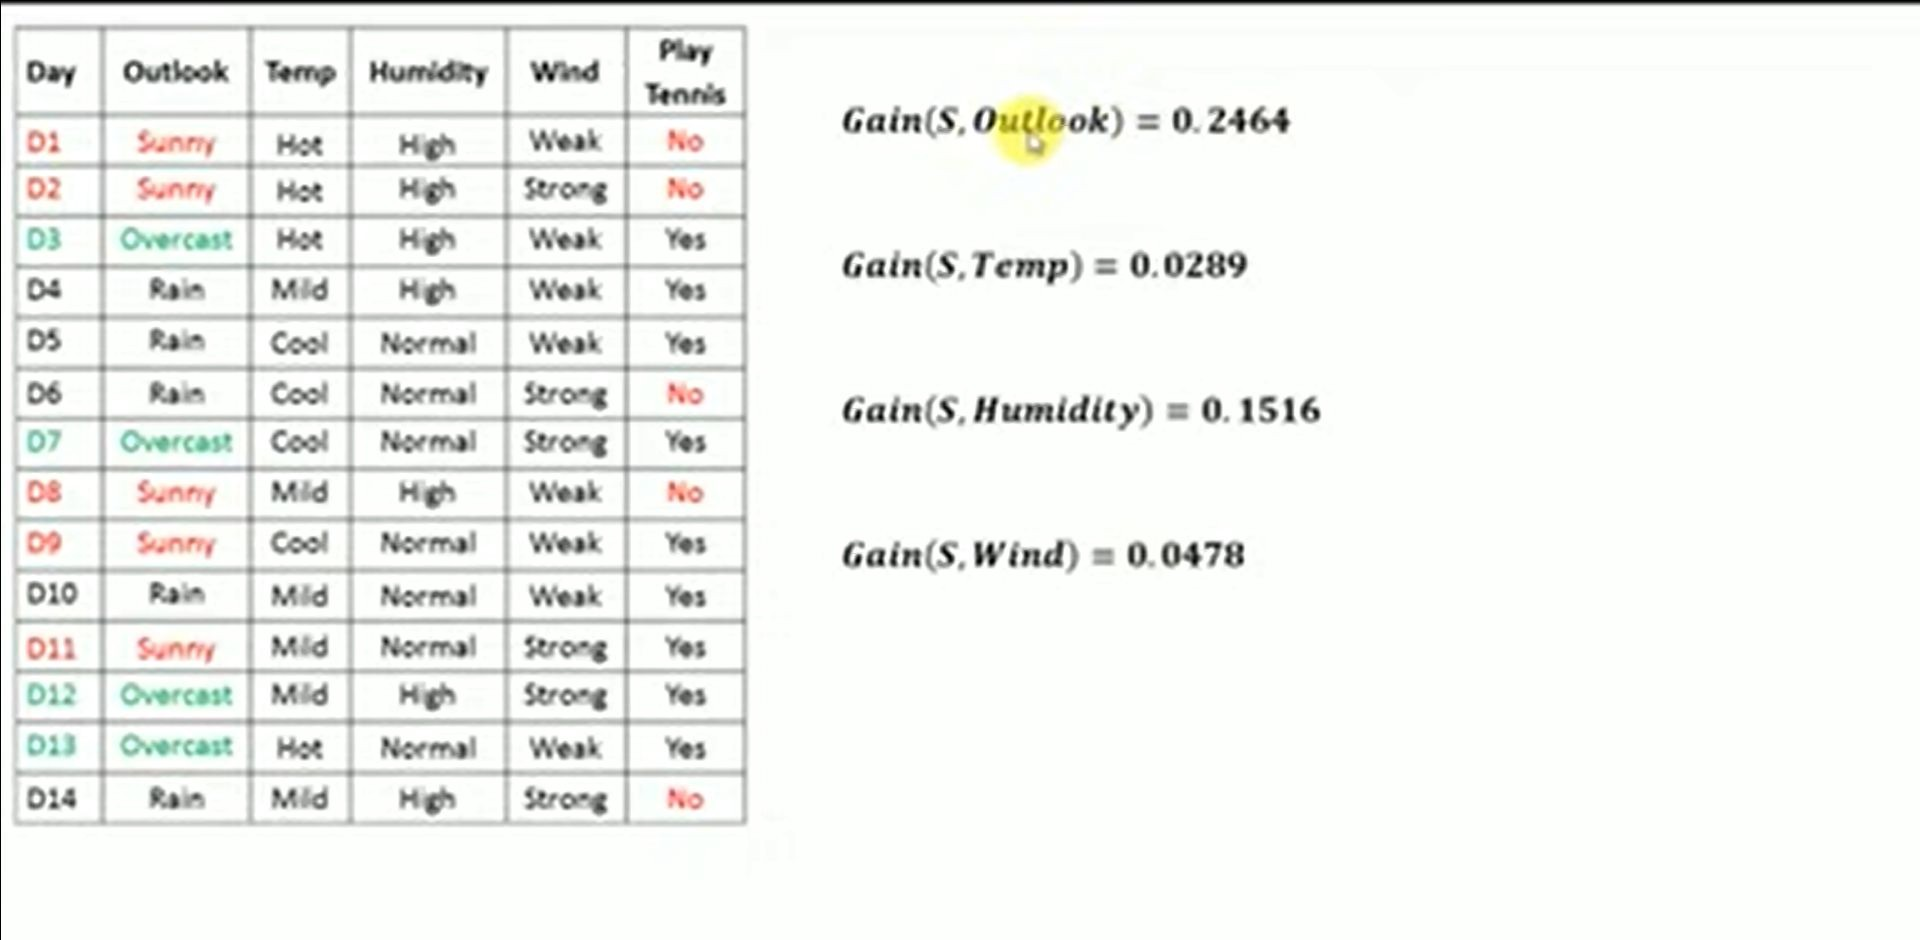 Day Outlook Temp Humidity Wind Play Tennis
D1 Sunny Hot High Weak No
D2 Sunny Hot High Strong No
D3 Overcast Hot High Weak Yes
D4 Rain Mild High Weak Yes
D5 Rain Cool Normal Weak Yes
D6 Rain Cool Normal Strong No
D7 Overcast Cool Normal Strong Yes
D8 Sunny Mild High Weak No
D9 Sunny Cool Normal Weak Yes
D10 Rain Mild Normal Weak Yes
D11 Sunny Mild Normal Strong Yes
D12 Overcast Mild High Strong Yes
D13 Overcast Hot Normal Weak Yes
D14 Rain Mild High Strong No
Gain(S, Outlook) = 0.2464
Gain(S, Temp) = 0.0289
Gain(S, Humidity) = 0.1516
Gain(S, Wind) = 0.0478